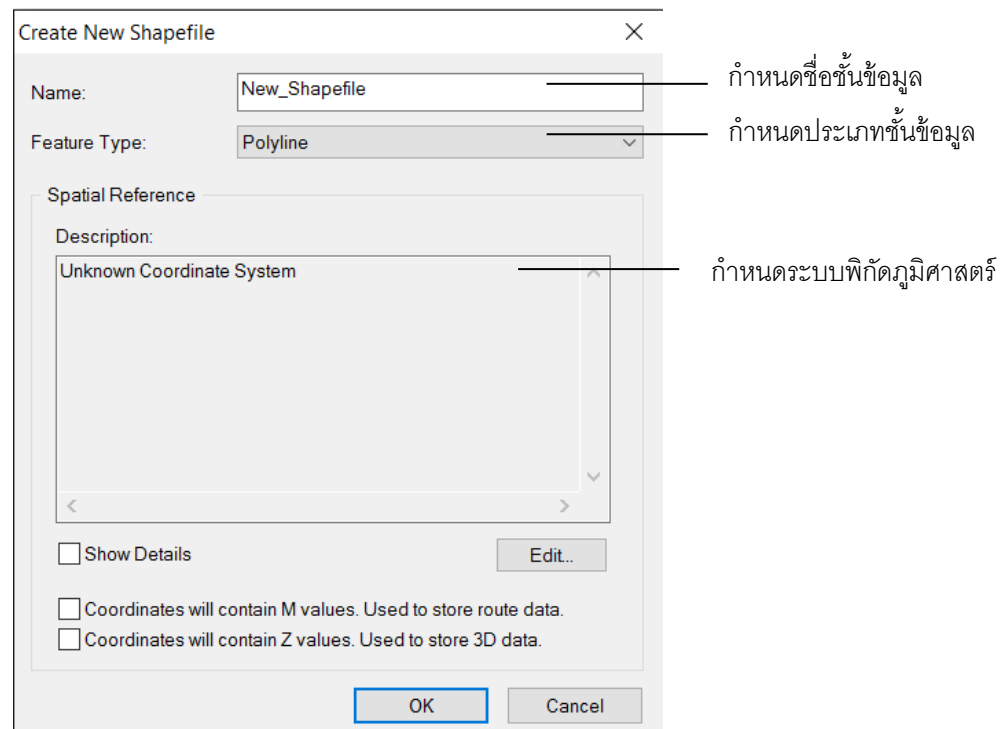 Create New Shapefile
Name:
New_Shapefile
กำหนดชื่อชั้นข้อมูล
Feature Type:
Polyline
กำหนดประเภทชั้นข้อมูล
Spatial Reference
Description:
Unknown Coordinate System
กำหนดระบบพิกัดภูมิศาสตร์
Show Details
Edit...
Coordinates will contain M values. Used to store route data.
Coordinates will contain Z values. Used to store 3D data.
OK
Cancel